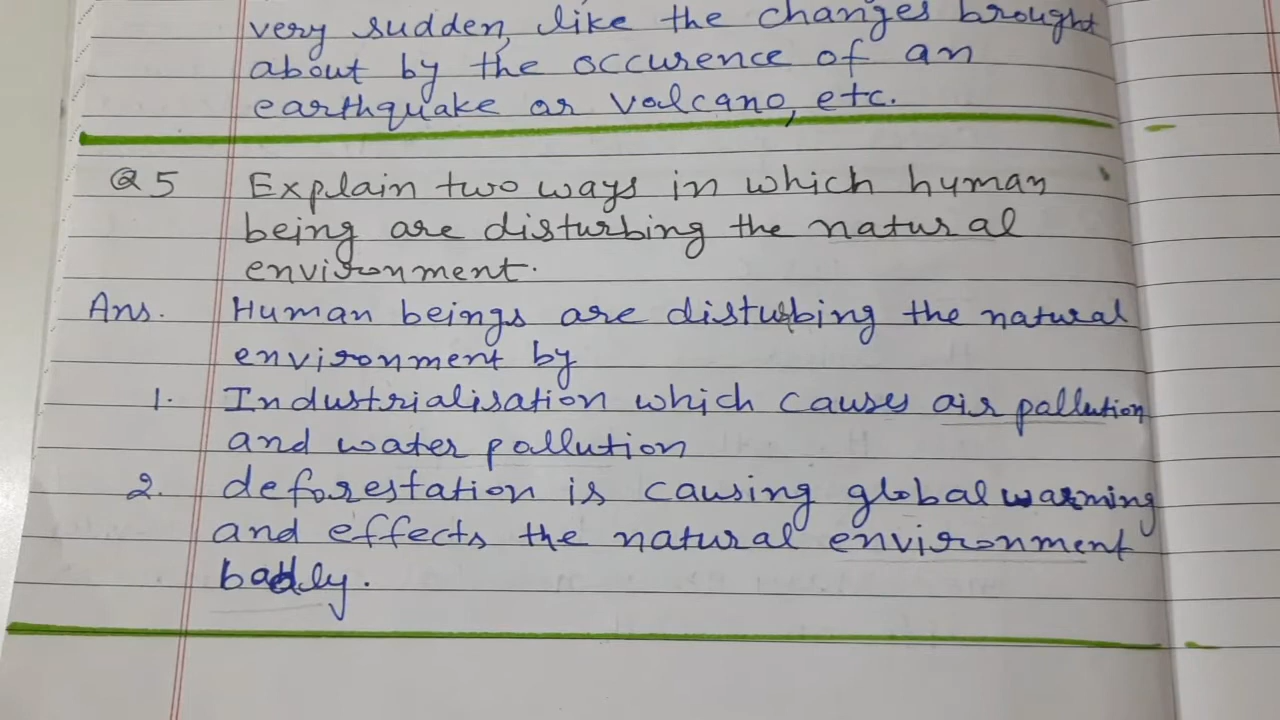 very sudden, like the changes brought
about by the occurence of an
earthquake or volcano, etc.
Q 5 Explain two ways in which human
being are disturbing the natural
environment.
Ans. Human beings are disturbing the natural
environment by
1. Industrialisation which causes air pollution
and water pollution
2. deforestation is causing global warming
and effects the natural environment
badly.